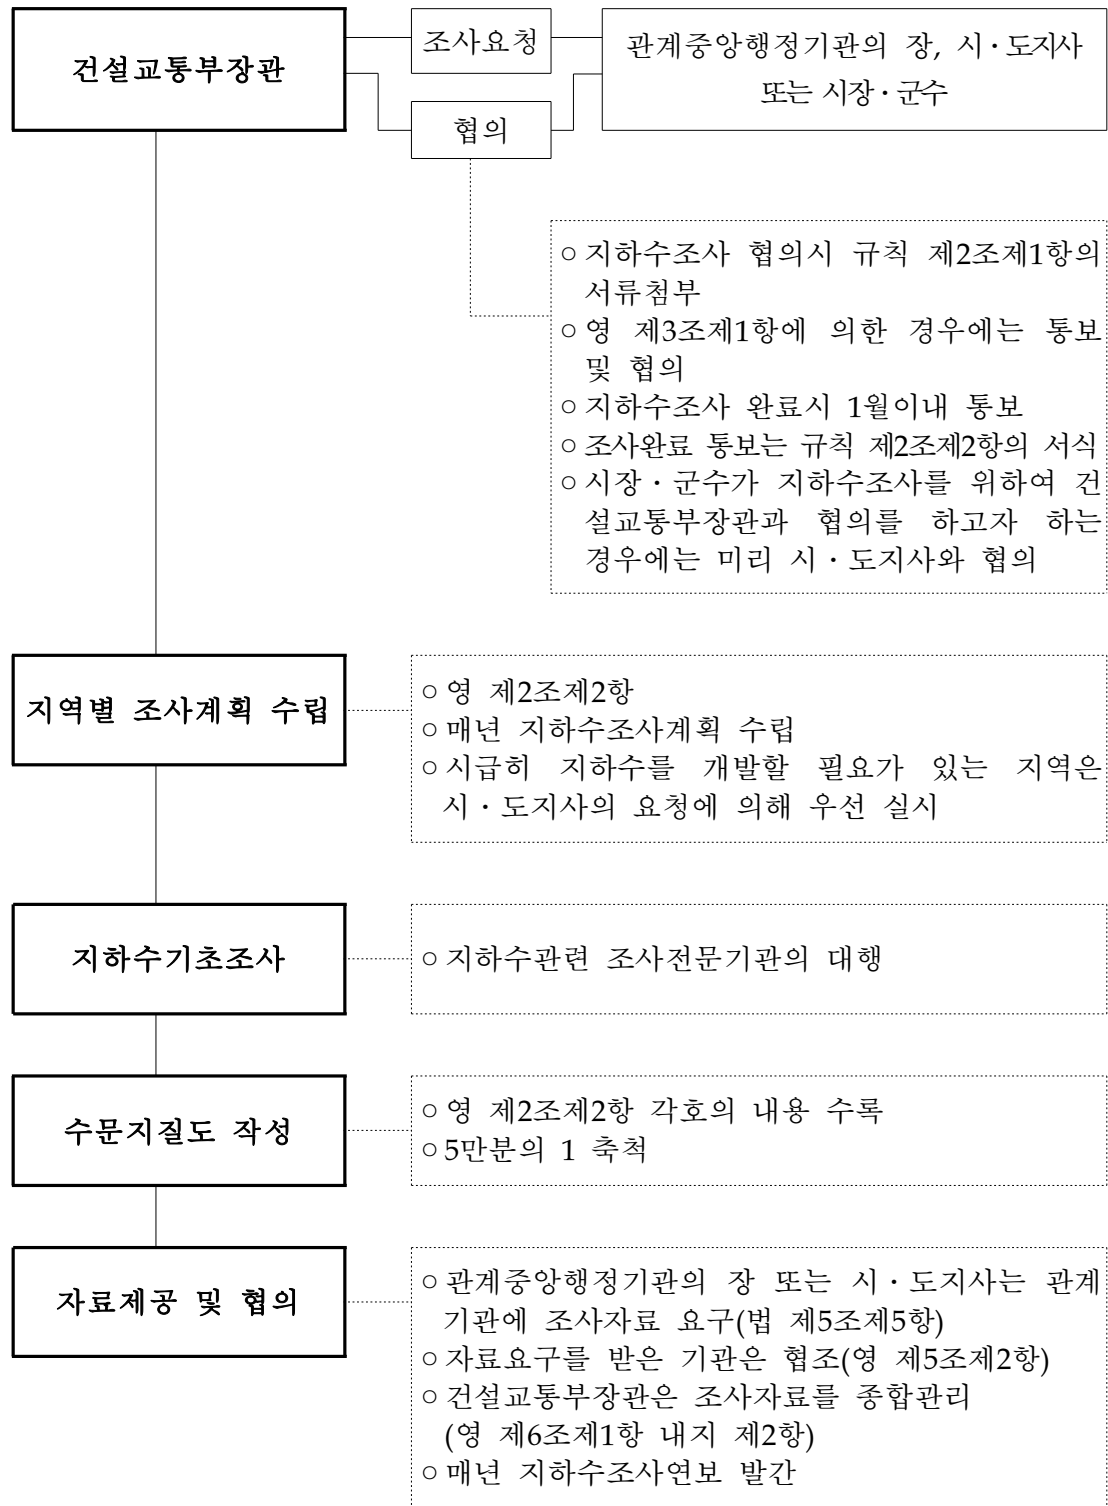 건설교통부장관
조사요청
협의
관계중앙행정기관의 장, 시·도지사
또는 시장·군수
○ 지하수조사 협의시 규칙 제2조제1항의
서류첨부
○ 영 제3조제1항에 의한 경우에는 통보
및 협의
○ 지하수조사 완료시 1월이내 통보
○ 조사완료 통보는 규칙 제2조제2항의 서식
○ 시장·군수가 지하수조사를 위하여 건
설교통부장관과 협의를 하고자 하는
경우에는 미리 시·도지사와 협의
지역별 조사계획 수립
○ 영 제2조제2항
○ 매년 지하수조사계획 수립
○ 시급히 지하수를 개발할 필요가 있는 지역은
시·도지사의 요청에 의해 우선 실시
지하수기초조사
○ 지하수관련 조사전문기관의 대행
수문지질도 작성
○ 영 제2조제2항 각호의 내용 수록
○ 5만분의 1 축척
자료제공 및 협의
○ 관계중앙행정기관의 장 또는 시·도지사는 관계
기관에 조사자료 요구(법 제5조제5항)
○ 자료요구를 받은 기관은 협조(영 제5조제2항)
○ 건설교통부장관은 조사자료를 종합관리
(영 제6조제1항 내지 제2항)
○ 매년 지하수조사연보 발간